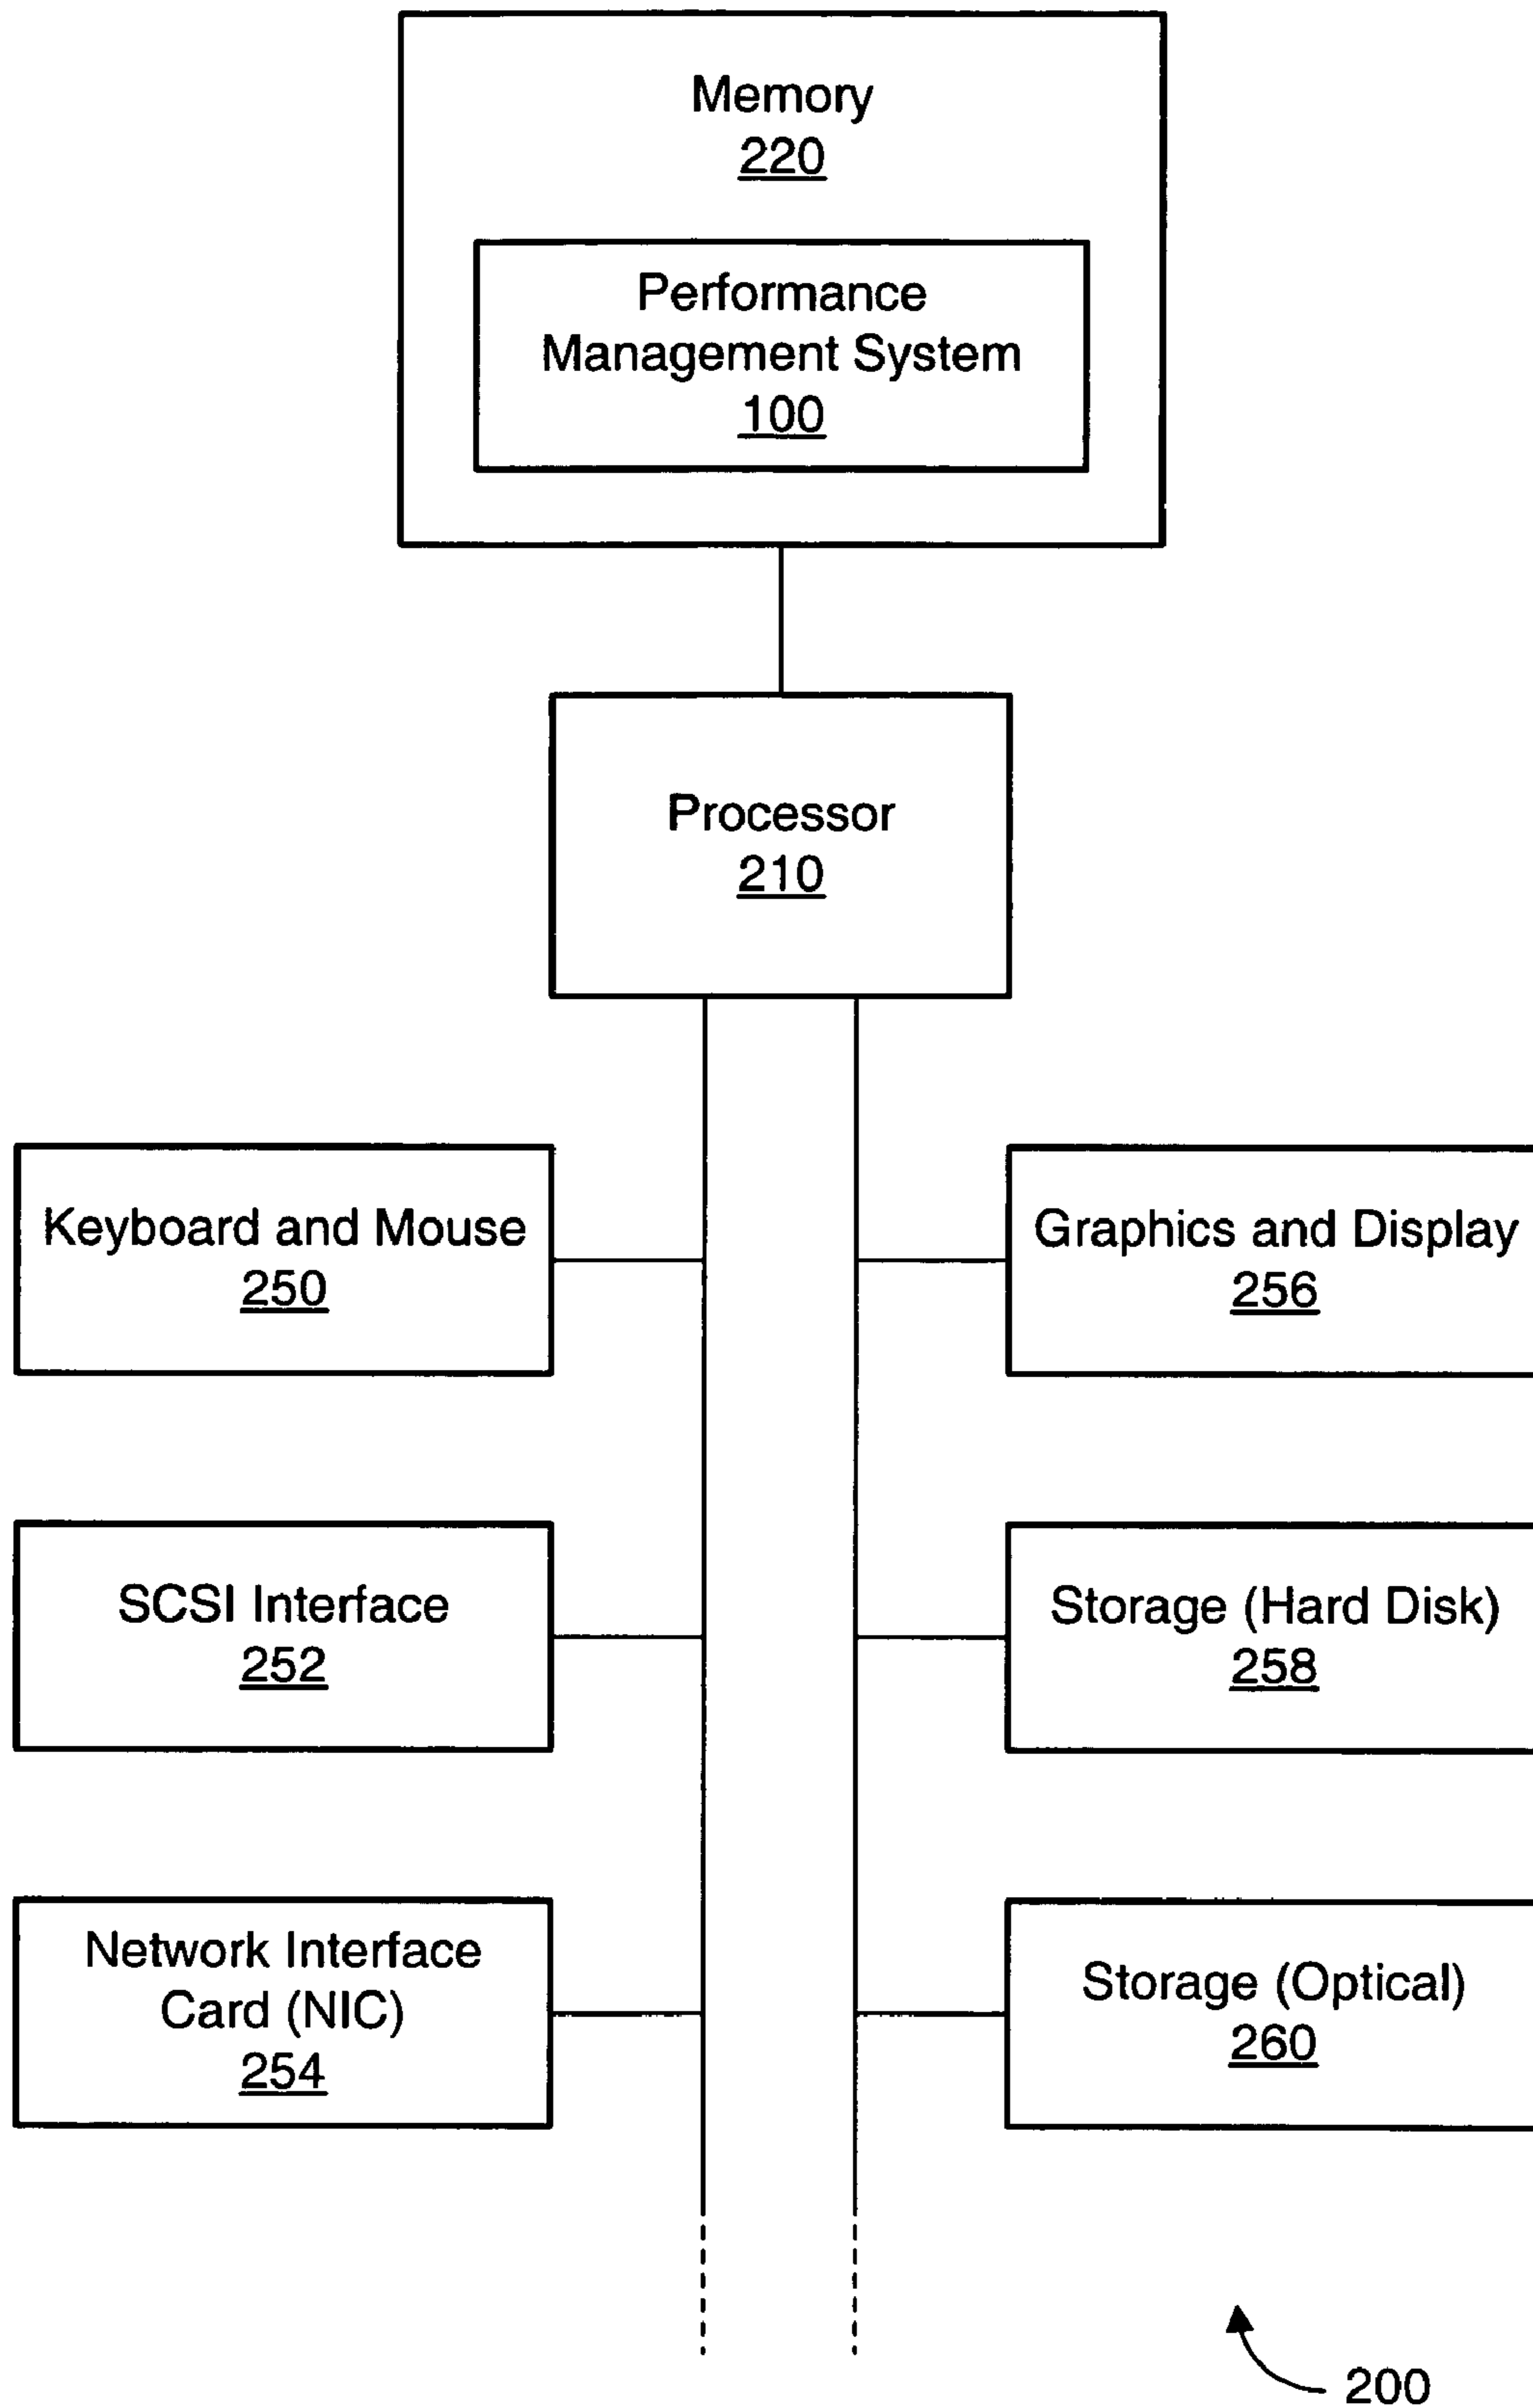 Memory
220
Performance
Management System
100
Processor
210
Keyboard and Mouse
250
Graphics and Display
256
SCSI Interface
252
Storage (Hard Disk)
258
Network Interface
Card (NIC)
254
Storage (Optical)
260
200